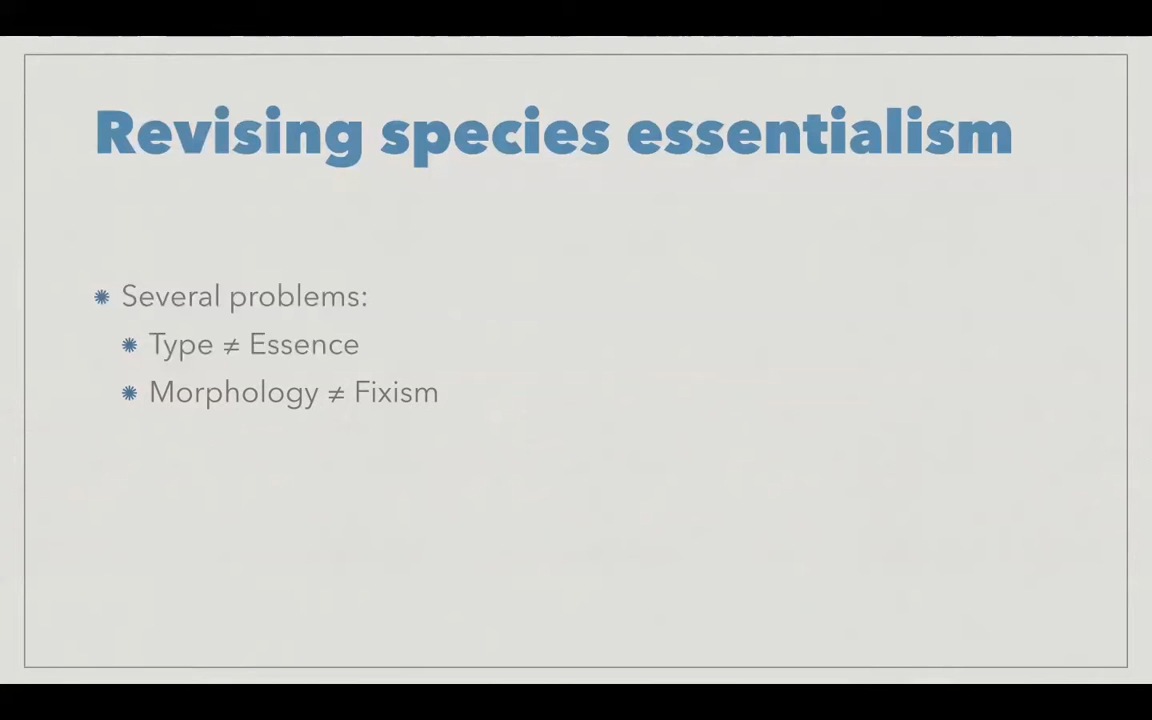 Revising species essentialism
Several problems:
Type ≠ Essence
Morphology ≠ Fixism